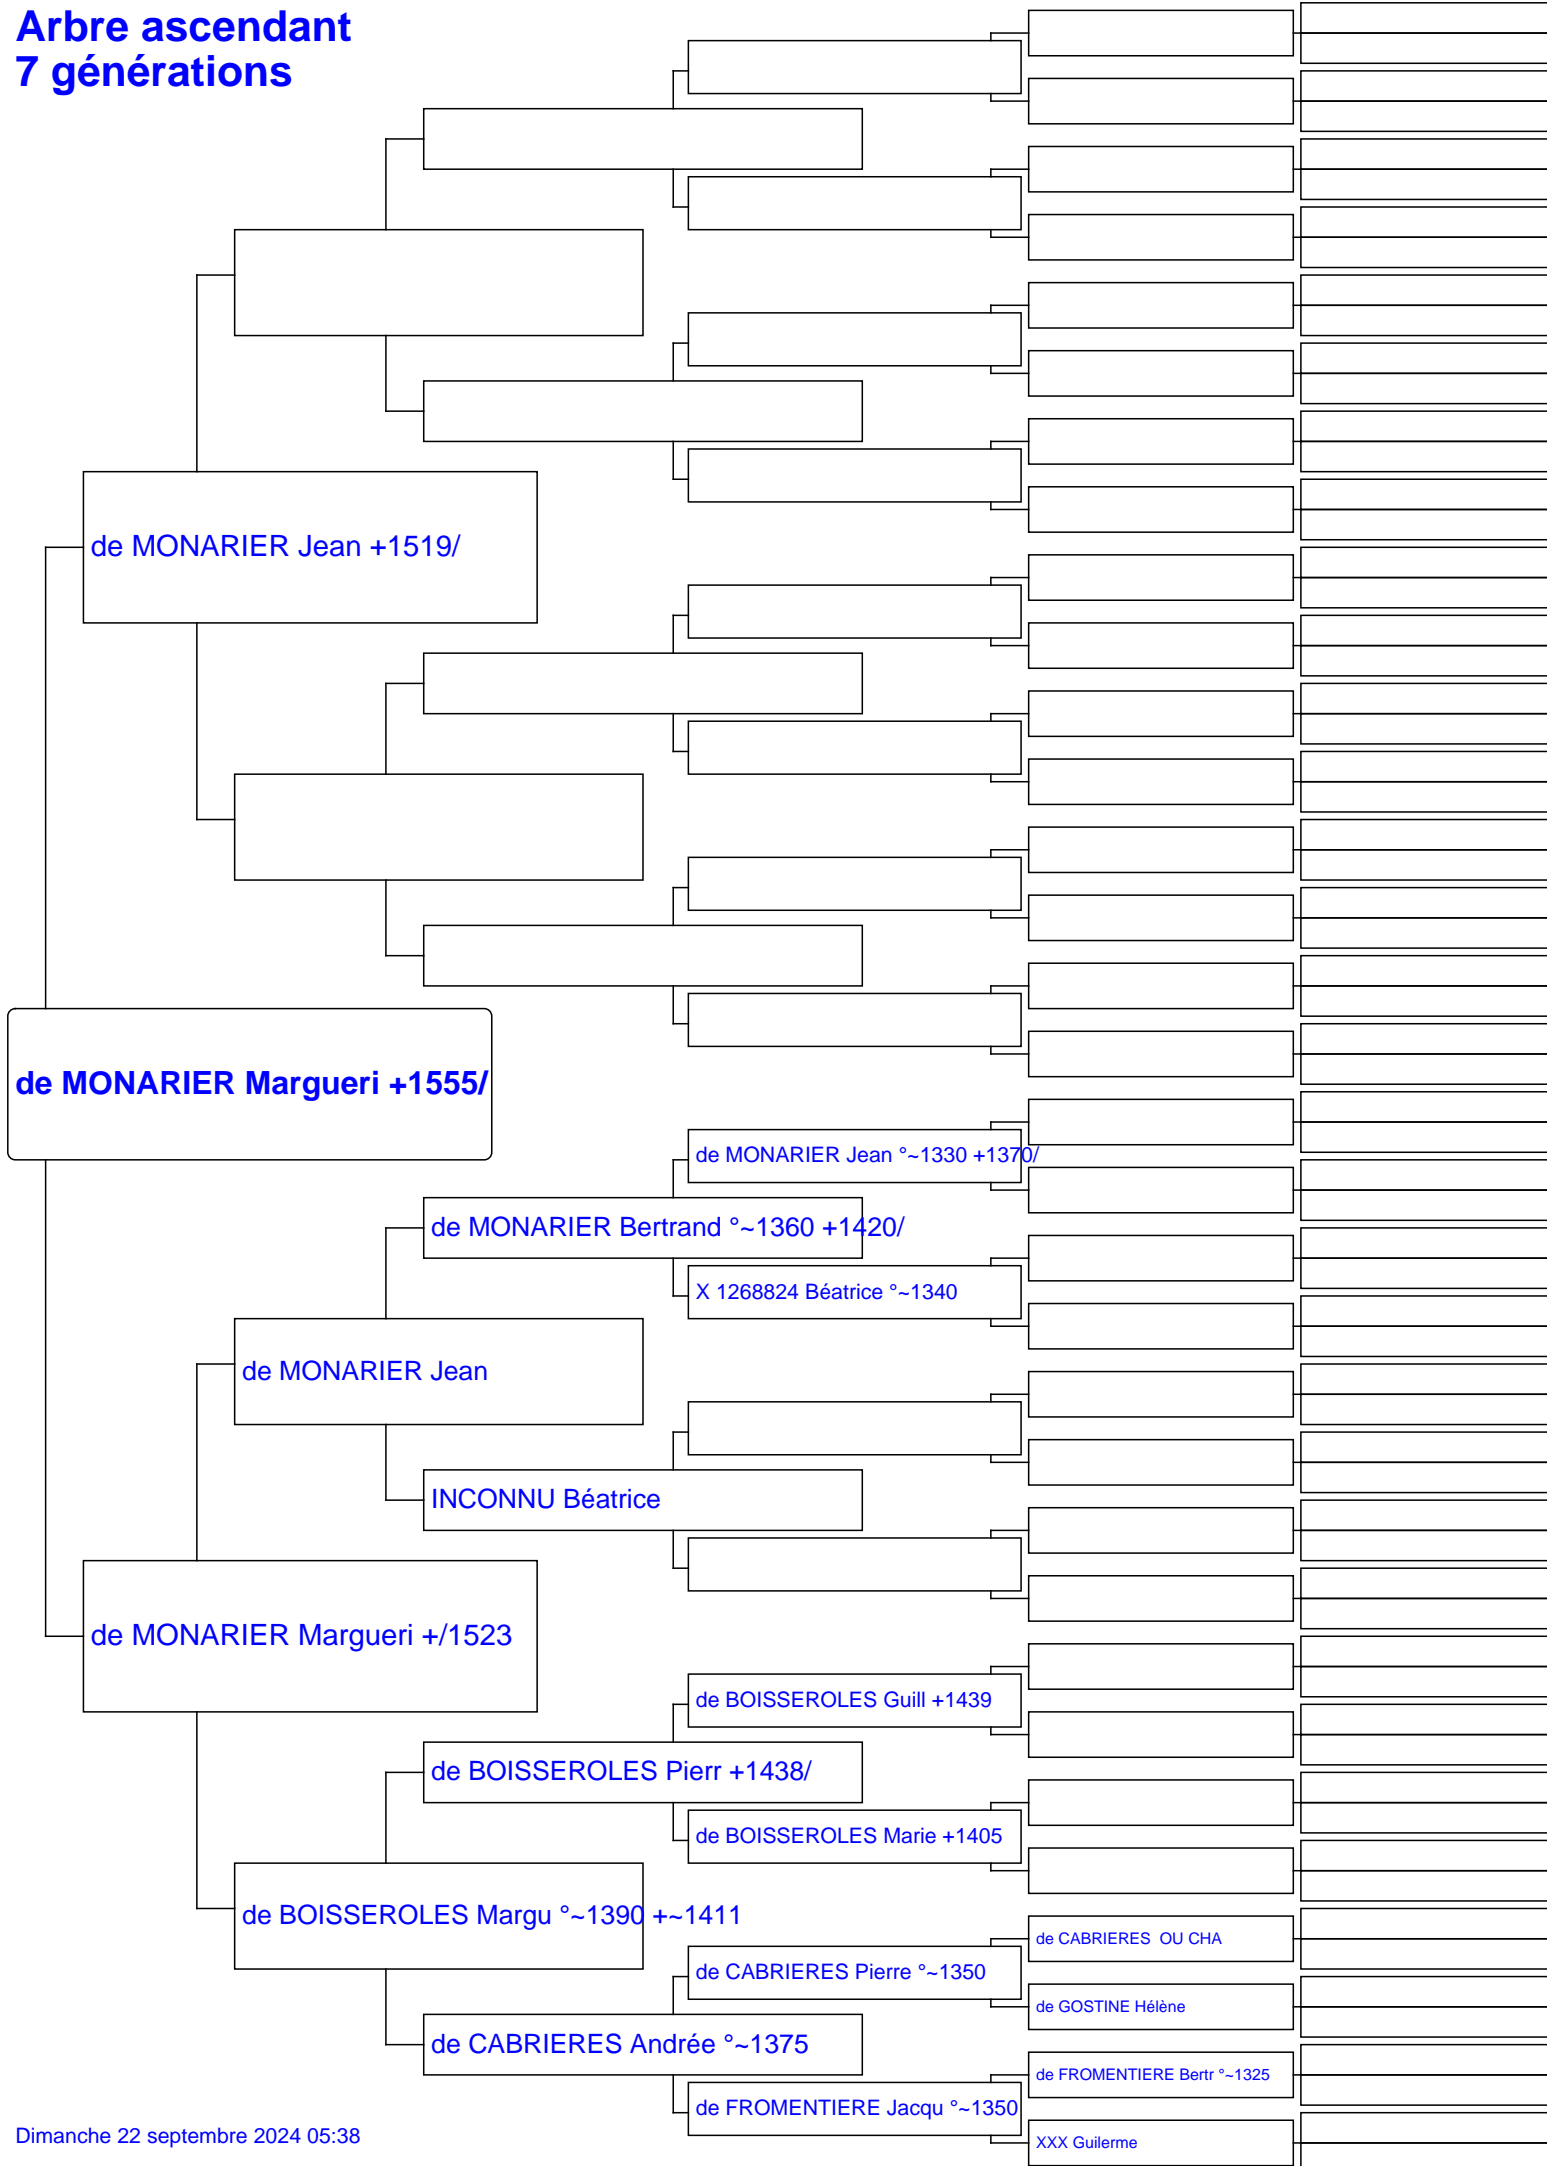 Arbre ascendant
7 générations
de MONARIER Jean +1519/
de MONARIER Margueri +1555/
de MONARIER Jean °~1330 +1370/
de MONARIER Bertrand °~1360 +1420/
X 1268824 Béatrice °~1340
de MONARIER Jean
INCONNU Béatrice
de MONARIER Margueri +/1523
de BOISSEROLES Guill +1439
de BOISSEROLES Pierr +1438/
de BOISSEROLES Marie +1405
de BOISSEROLES Margu °~1390 +~1411
de CABRIERES  OU CHA
de CABRIERES Pierre °~1350
de GOSTINE Hélène
de CABRIERES Andrée °~1375
de FROMENTIERE Bertr °~1325
de FROMENTIERE Jacqu °~1350
XXX Guilerme
Dimanche 22 septembre 2024 05:38